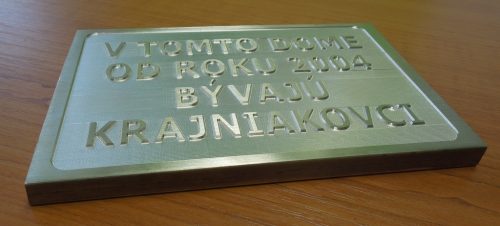 V TOMTO DOME
OD ROKU 2004
BÝVAJÚ
KRAJNIAKOVCI